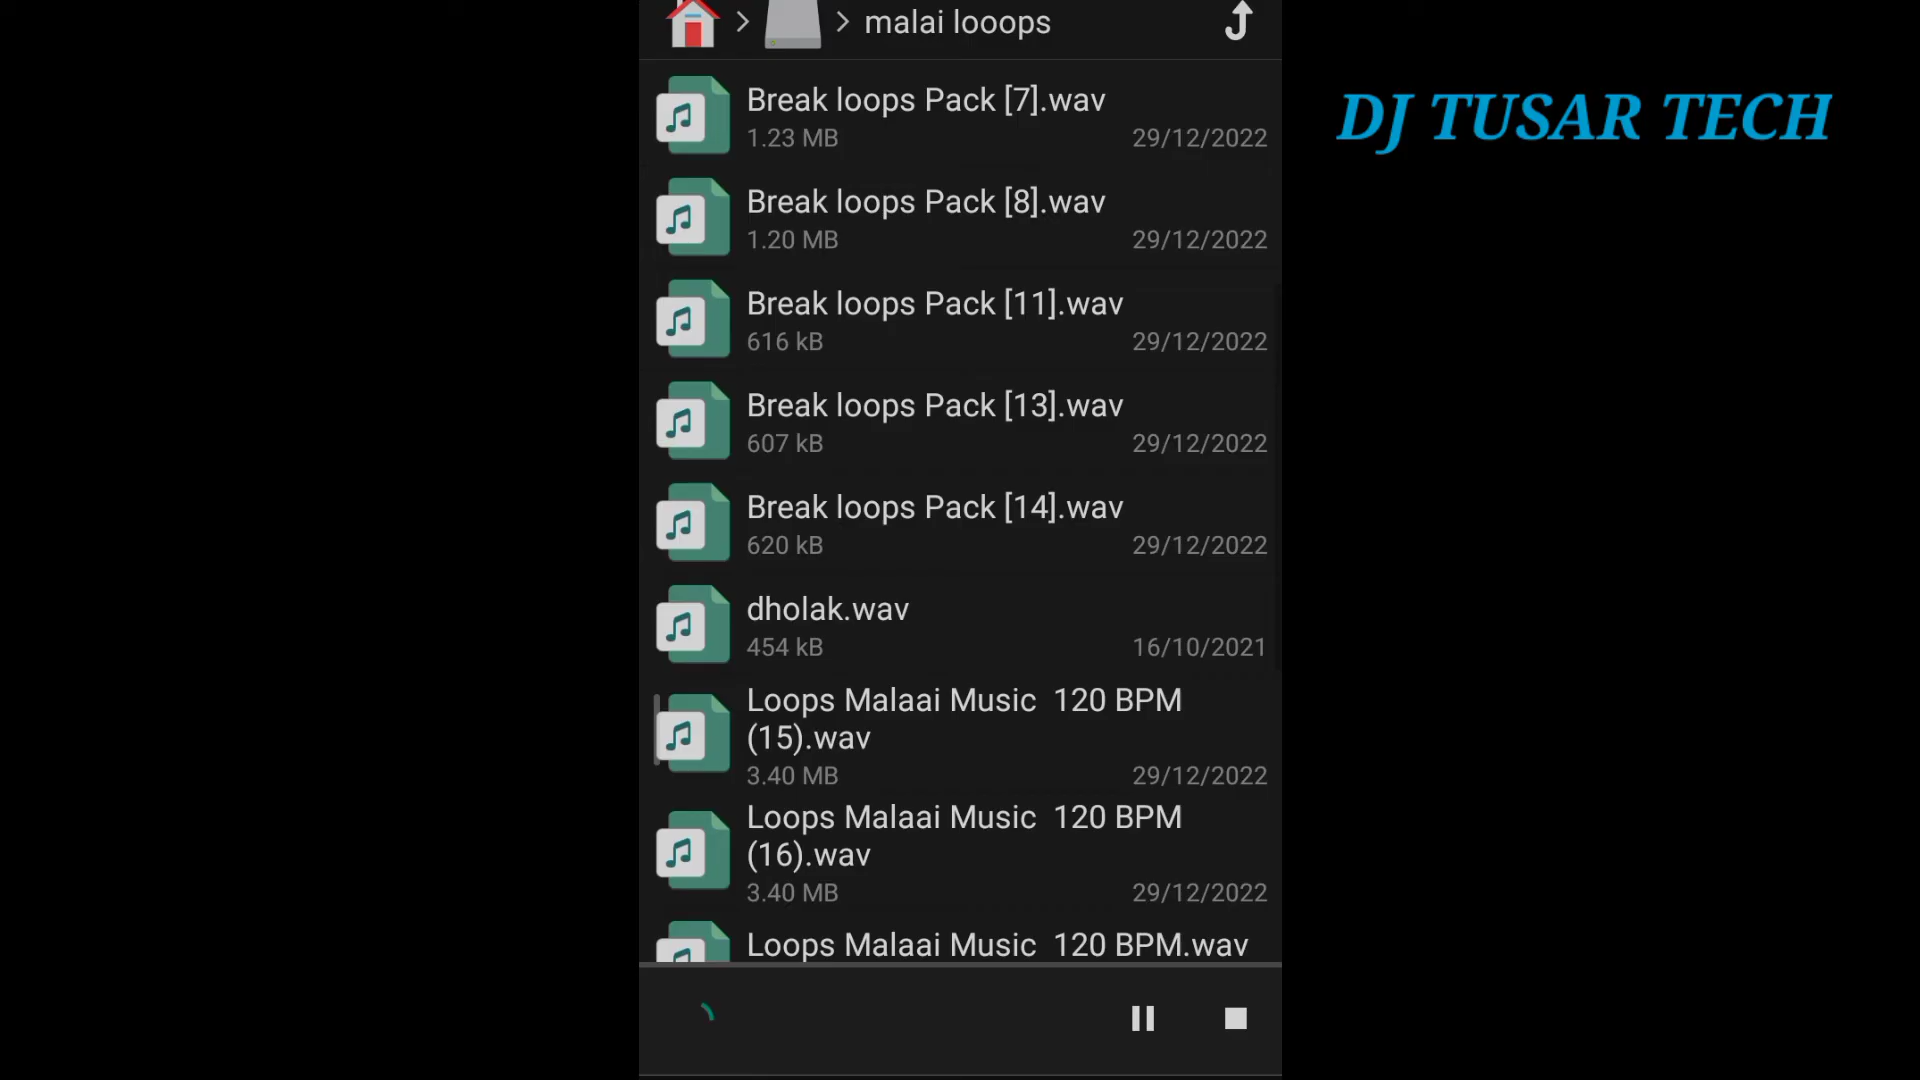 malai looops
DJ TUSAR TECH
Break loops Pack [7].wav
1.23 MB 29/12/2022
Break loops Pack [8].wav
1.20 MB 29/12/2022
Break loops Pack [11].wav
616 kB 29/12/2022
Break loops Pack [13].wav
607 kB 29/12/2022
Break loops Pack [14].wav
620 kB 29/12/2022
dholak.wav
454 kB 16/10/2021
Loops Malaai Music  120 BPM
(15).wav
3.40 MB 29/12/2022
Loops Malaai Music  120 BPM
(16).wav
3.40 MB 29/12/2022
Loops Malaai Music  120 BPM.wav